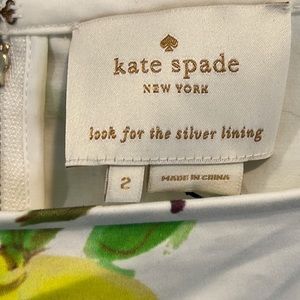 kate spade
NEW YORK
look for the silver lining
2
MADE IN CHINA